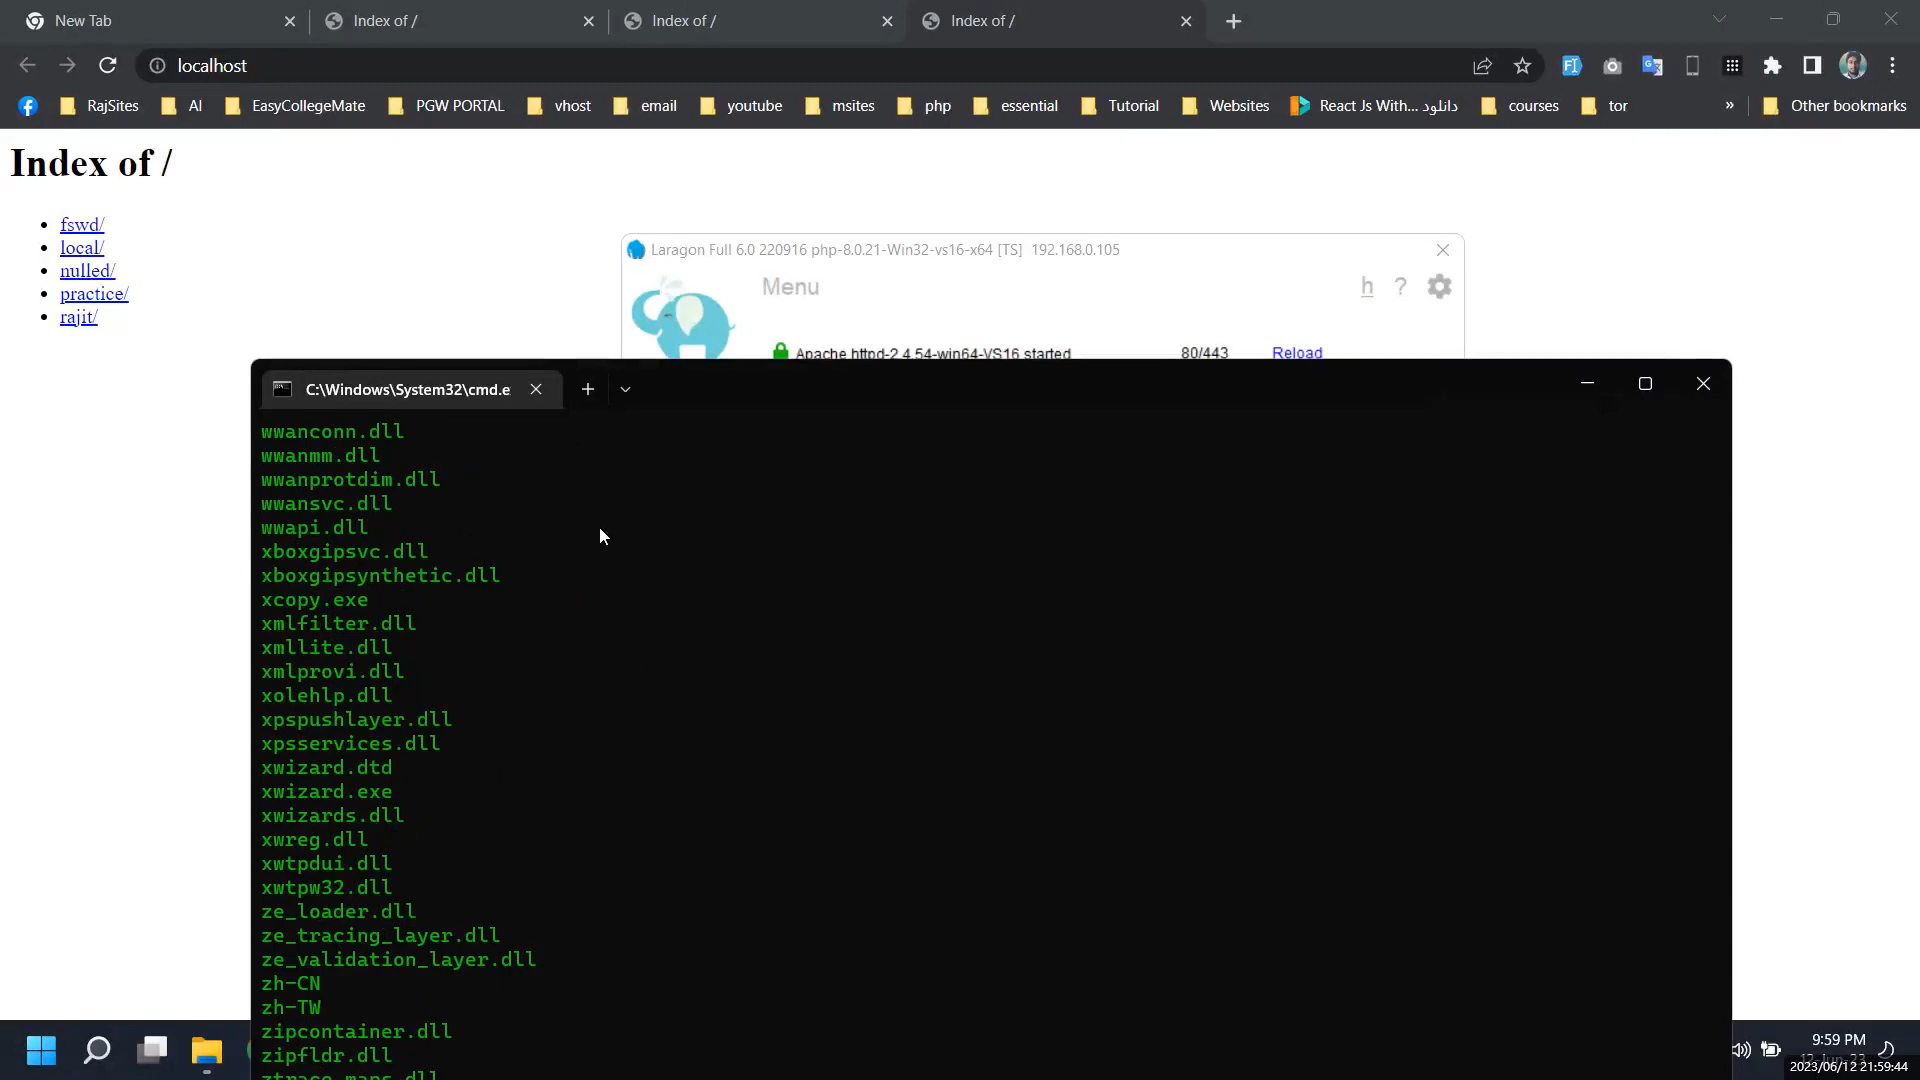 New Tab
Index of /
Index of /
Index of /
localhost
RajSites AI EasyCollegeMate PGW PORTAL vhost email youtube msites php essential Tutorial Websites React Js With... دانلود courses tor » Other bookmarks
Index of /
fswd/
local/
nulled/
practice/
rajit/
Laragon Full 6.0 220916 php-8.0.21-Win32-vs16-x64 [TS] 192.168.0.105
Menu h ?
Apache httpd-2.4.54-win64-VS16 started 80/443 Reload
C:\Windows\System32\cmd.e
wwanconn.dll
wwanmm.dll
wwanprotdim.dll
wwansvc.dll
wwapi.dll
xboxgipsvc.dll
xboxgipsynthetic.dll
xcopy.exe
xmlfilter.dll
xmllite.dll
xmlprovi.dll
xolehlp.dll
xpspushlayer.dll
xpsservices.dll
xwizard.dtd
xwizard.exe
xwizards.dll
xwreg.dll
xwtpdui.dll
xwtpw32.dll
ze_loader.dll
ze_tracing_layer.dll
ze_validation_layer.dll
zh-CN
zh-TW
zipcontainer.dll
zipfldr.dll
ztrace_maps.dll
9:59 PM
12-Jun-23
2023/06/12 21:59:44